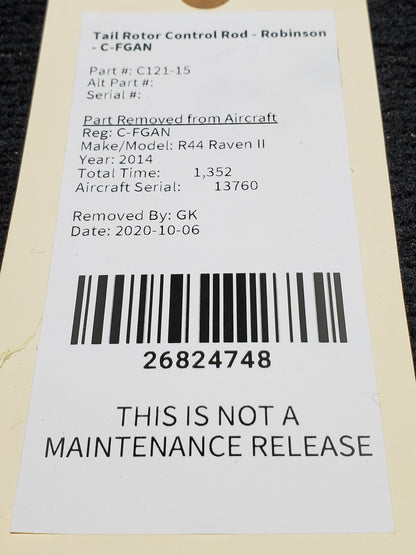 Tail Rotor Control Rod - Robinson
- C-FGAN
Part #: C121-15
Alt Part #:
Serial #:
Part Removed from Aircraft
Reg: C-FGAN
Make/Model: R44 Raven II
Year: 2014
Total Time: 1,352
Aircraft Serial: 13760
Removed By: GK
Date: 2020-10-06
26824748
THIS IS NOT A
MAINTENANCE RELEASE